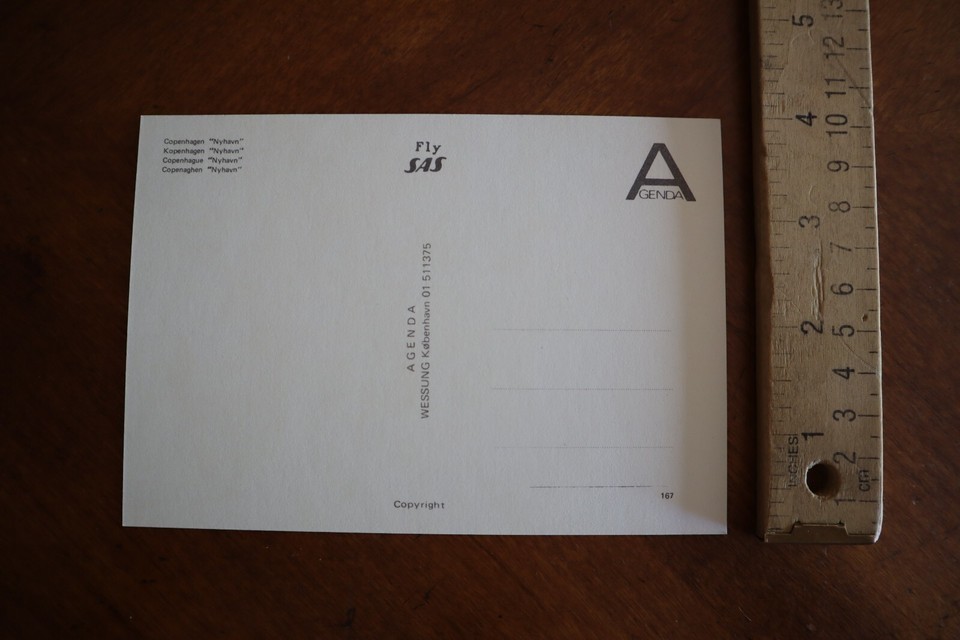 Copenhagen "Nyhavn"
Kopenhagen "Nyhavn"
Copenhague "Nyhavn"
Copenaghen "Nyhavn"
Fly
SAS
AGENDA
AGENDA
WESSUNG København 01 511375
Copyright
167
5
4
3
2
1
INCHES
13
12
11
10
9
8
7
6
5
4
3
2
cm